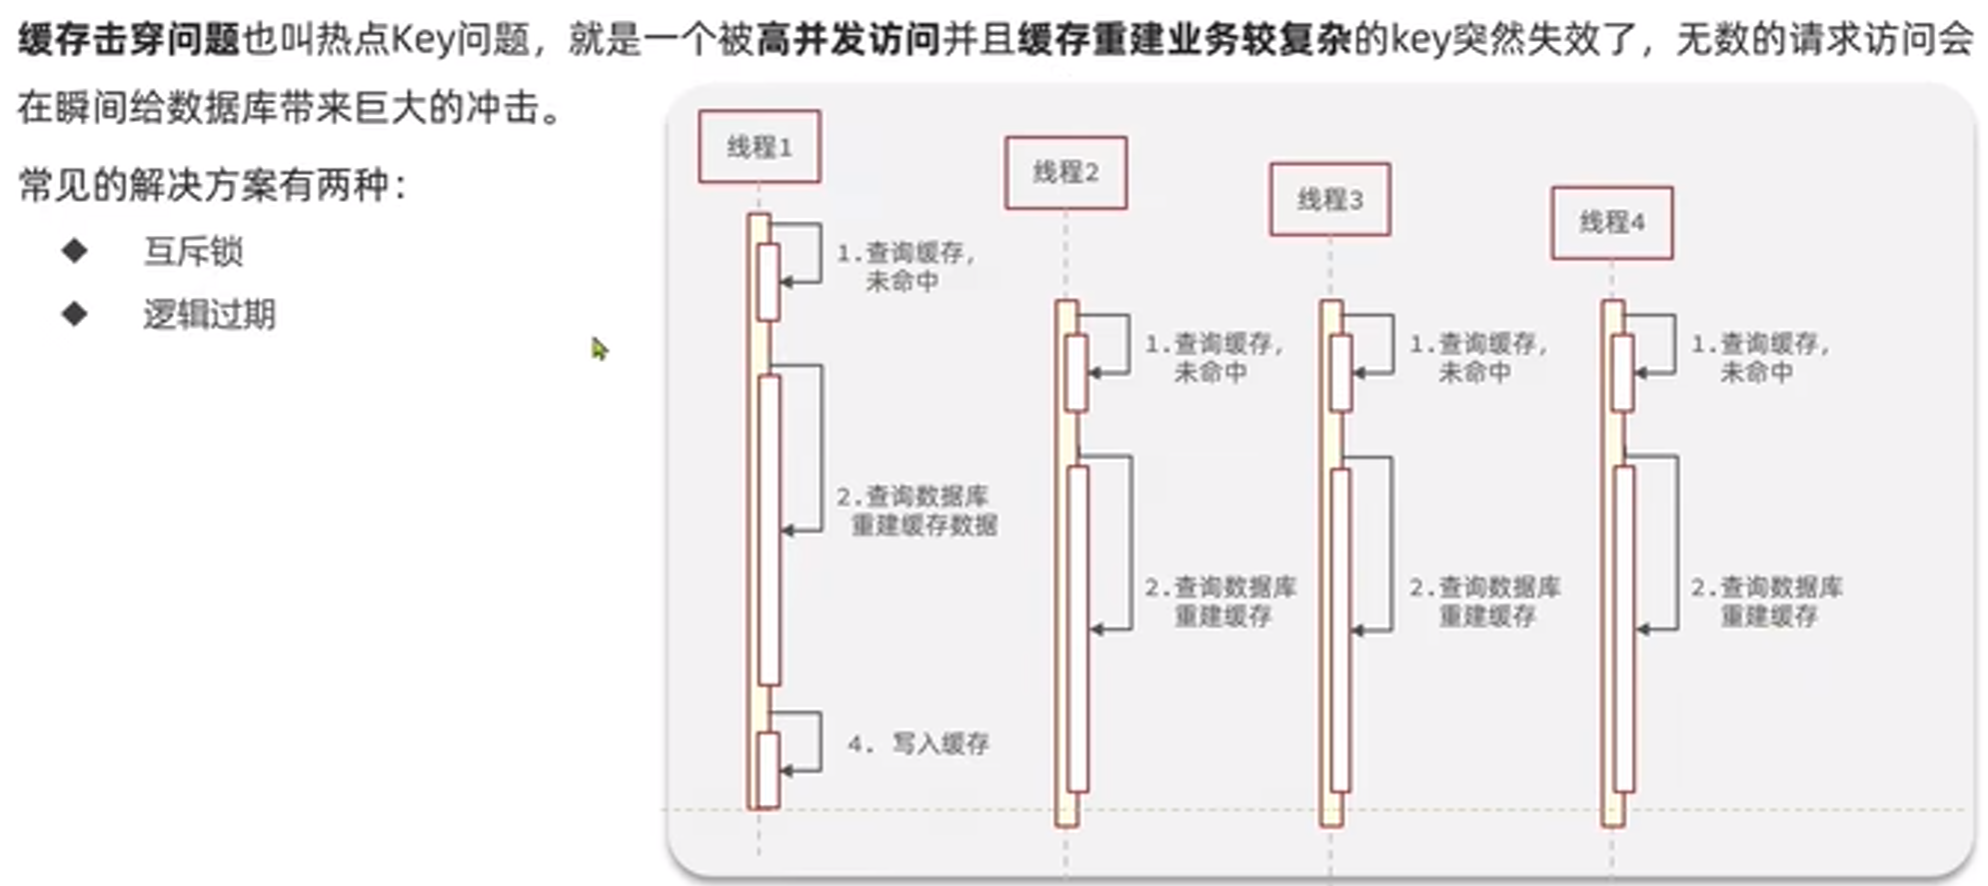 缓存击穿问题也叫热点Key问题，就是一个被高并发访问并且缓存重建业务较复杂的key突然失效了，无数的请求访问会
在瞬间给数据库带来巨大的冲击。
常见的解决方案有两种：
◆ 互斥锁
◆ 逻辑过期
线程1
1.查询缓存,
未命中
2.查询数据库
重建缓存数据
4. 写入缓存
线程2
1.查询缓存,
未命中
2.查询数据库
重建缓存
线程3
1.查询缓存,
未命中
2.查询数据库
重建缓存
线程4
1.查询缓存,
未命中
2.查询数据库
重建缓存